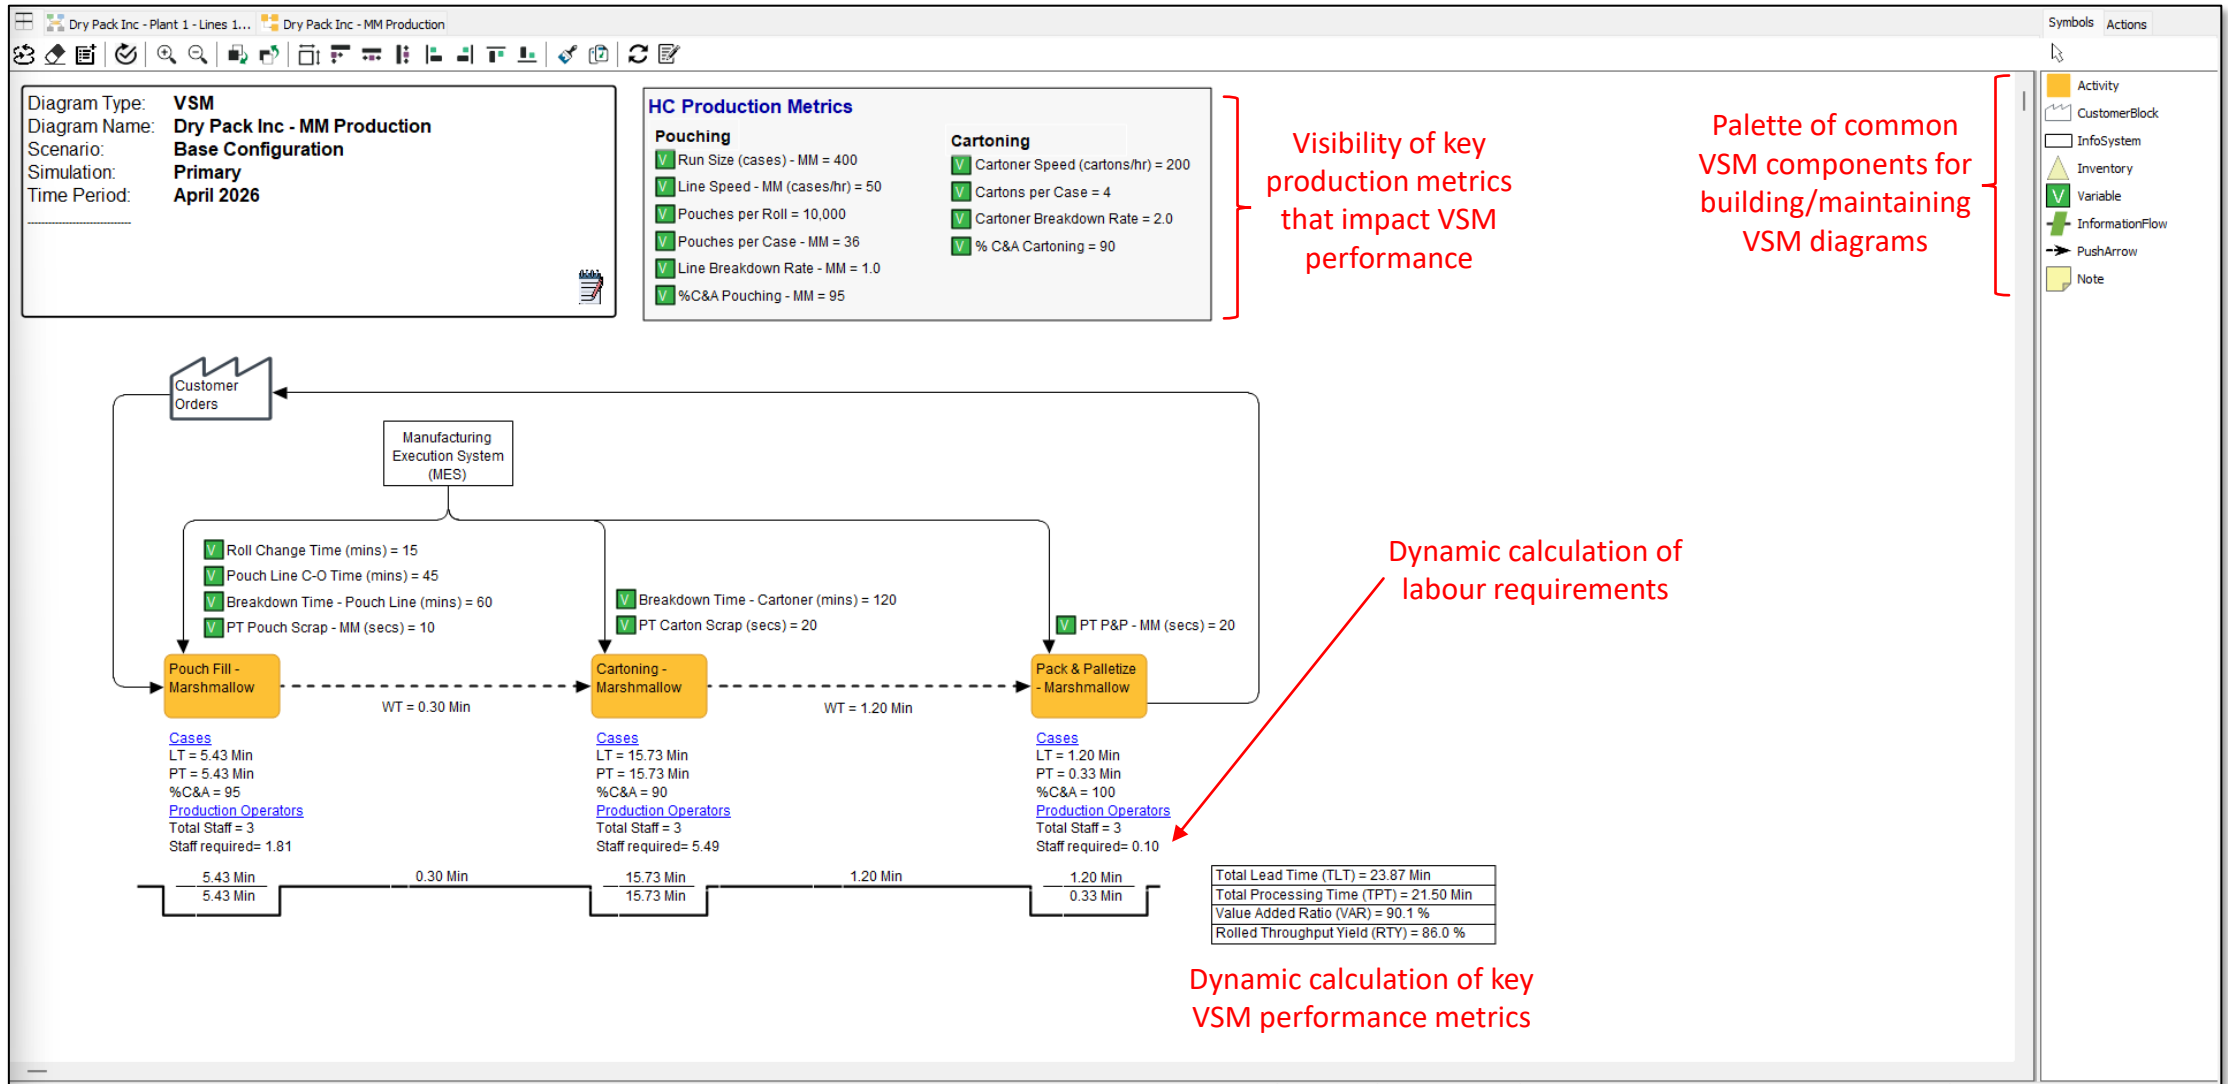 Dry Pack Inc - Plant 1 - Lines 1...
Dry Pack Inc - MM Production
Symbols
Actions
Diagram Type: VSM
Diagram Name: Dry Pack Inc - MM Production
Scenario: Base Configuration
Simulation: Primary
Time Period: April 2026
------------------------------
HC Production Metrics
Pouching
V Run Size (cases) - MM = 400
V Line Speed - MM (cases/hr) = 50
V Pouches per Roll = 10,000
V Pouches per Case - MM = 36
V Line Breakdown Rate - MM = 1.0
V %C&A Pouching - MM = 95
Cartoning
V Cartoner Speed (cartons/hr) = 200
V Cartons per Case = 4
V Cartoner Breakdown Rate = 2.0
V % C&A Cartoning = 90
Visibility of key
production metrics
that impact VSM
performance
Palette of common
VSM components for
building/maintaining
VSM diagrams
Activity
CustomerBlock
InfoSystem
Inventory
V Variable
InformationFlow
PushArrow
Note
Customer
Orders
Manufacturing
Execution System
(MES)
V Roll Change Time (mins) = 15
V Pouch Line C-O Time (mins) = 45
V Breakdown Time - Pouch Line (mins) = 60
V PT Pouch Scrap - MM (secs) = 10
V Breakdown Time - Cartoner (mins) = 120
V PT Carton Scrap (secs) = 20
V PT P&P - MM (secs) = 20
Dynamic calculation of
labour requirements
Pouch Fill -
Marshmallow
WT = 0.30 Min
Cartoning -
Marshmallow
WT = 1.20 Min
Pack & Palletize
- Marshmallow
Cases
LT = 5.43 Min
PT = 5.43 Min
%C&A = 95
Production Operators
Total Staff = 3
Staff required= 1.81
Cases
LT = 15.73 Min
PT = 15.73 Min
%C&A = 90
Production Operators
Total Staff = 3
Staff required= 5.49
Cases
LT = 1.20 Min
PT = 0.33 Min
%C&A = 100
Production Operators
Total Staff = 3
Staff required= 0.10
5.43 Min
5.43 Min
0.30 Min
15.73 Min
15.73 Min
1.20 Min
1.20 Min
0.33 Min
Total Lead Time (TLT) = 23.87 Min
Total Processing Time (TPT) = 21.50 Min
Value Added Ratio (VAR) = 90.1 %
Rolled Throughput Yield (RTY) = 86.0 %
Dynamic calculation of key
VSM performance metrics